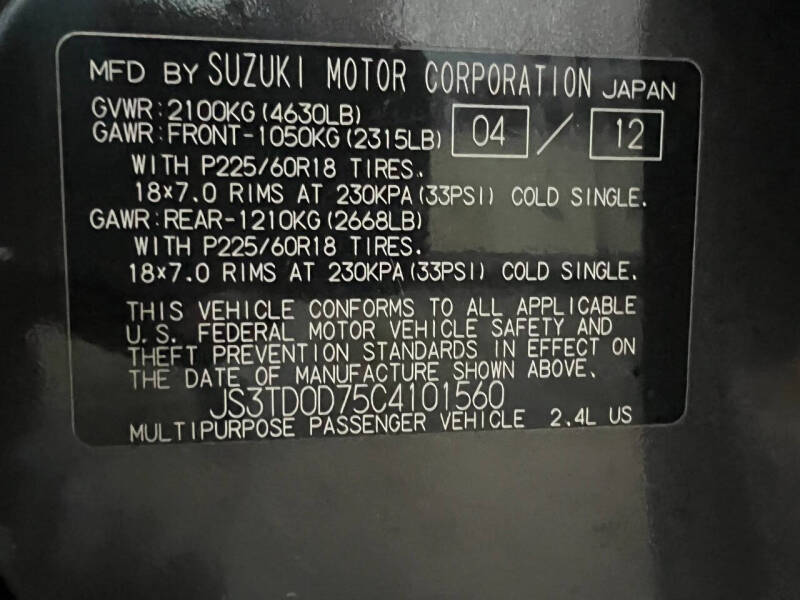 MFD BY SUZUKI MOTOR CORPORATION JAPAN
GVWR: 2100KG (4630LB)
GAWR: FRONT-1050KG (2315LB) 04 / 12
WITH P225/60R18 TIRES.
18×7.0 RIMS AT 230KPA (33PSI) COLD SINGLE.
GAWR: REAR-1210KG (2668LB)
WITH P225/60R18 TIRES.
18×7.0 RIMS AT 230KPA (33PSI) COLD SINGLE.
THIS VEHICLE CONFORMS TO ALL APPLICABLE
U.S. FEDERAL MOTOR VEHICLE SAFETY AND
THEFT PREVENTION STANDARDS IN EFFECT ON
THE DATE OF MANUFACTURE SHOWN ABOVE.
JS3TD0D75C4101560
MULTIPURPOSE PASSENGER VEHICLE 2.4L US